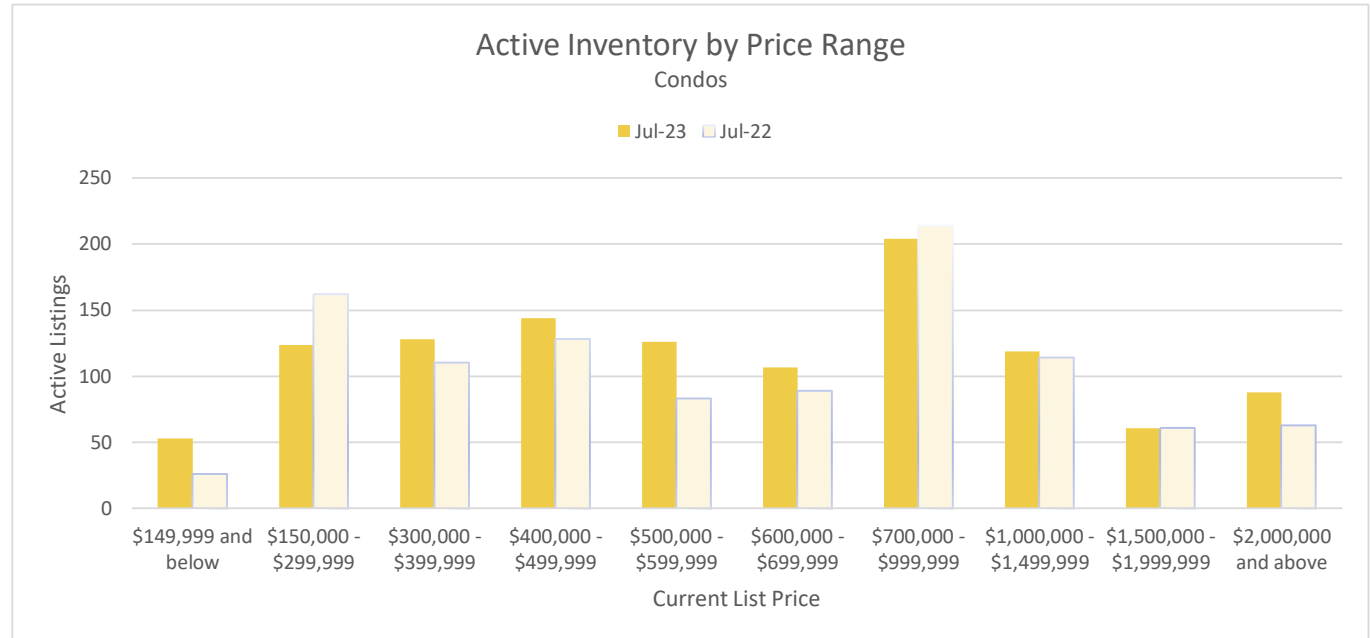 Active Inventory by Price Range
Condos
Jul-23 Jul-22
250
200
150
100
50
0
Active Listings
$149,999 and $150,000 - $300,000 - $400,000 - $500,000 - $600,000 - $700,000 - $1,000,000 - $1,500,000 - $2,000,000
below $299,999 $399,999 $499,999 $599,999 $699,999 $999,999 $1,499,999 $1,999,999 and above
Current List Price